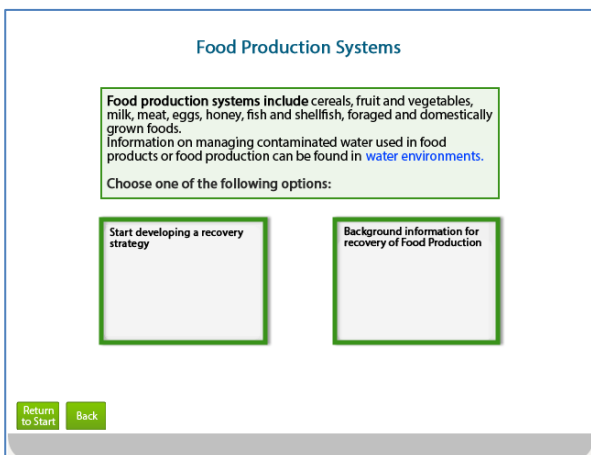 Food Production Systems
Food production systems include cereals, fruit and vegetables,
milk, meat, eggs, honey, fish and shellfish, foraged and domestically
grown foods.
Information on managing contaminated water used in food
products or food production can be found in water environments.
Choose one of the following options:
Start developing a recovery
strategy
Background information for
recovery of Food Production
Return
to Start
Back